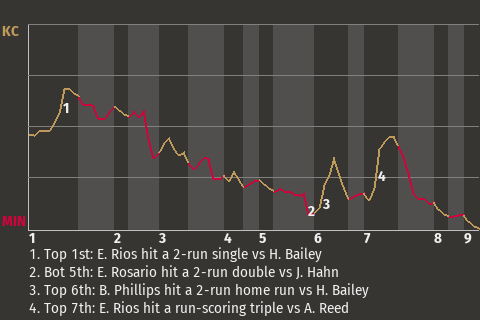 KC
1
4
2
3
MIN
1 2 3 4 5 6 7 8 9
1. Top 1st: E. Rios hit a 2-run single vs H. Bailey
2. Bot 5th: E. Rosario hit a 2-run double vs J. Hahn
3. Top 6th: B. Phillips hit a 2-run home run vs H. Bailey
4. Top 7th: E. Rios hit a run-scoring triple vs A. Reed